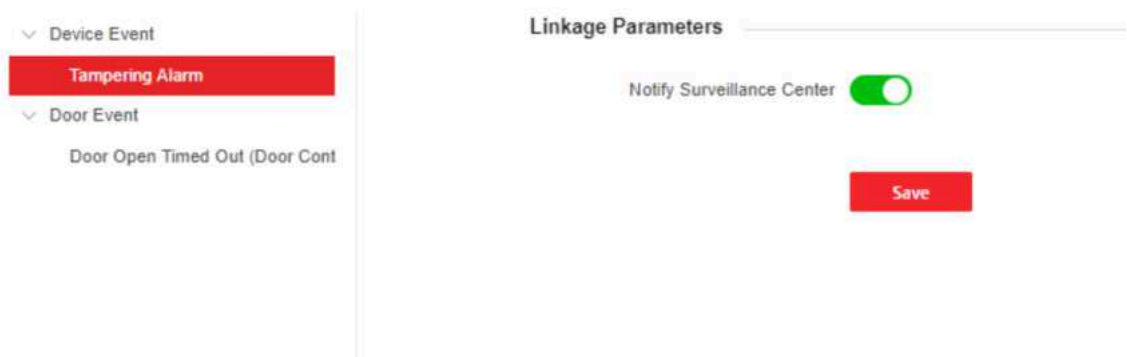 Device Event
Tampering Alarm
Door Event
Door Open Timed Out (Door Cont
Linkage Parameters
Notify Surveillance Center
Save